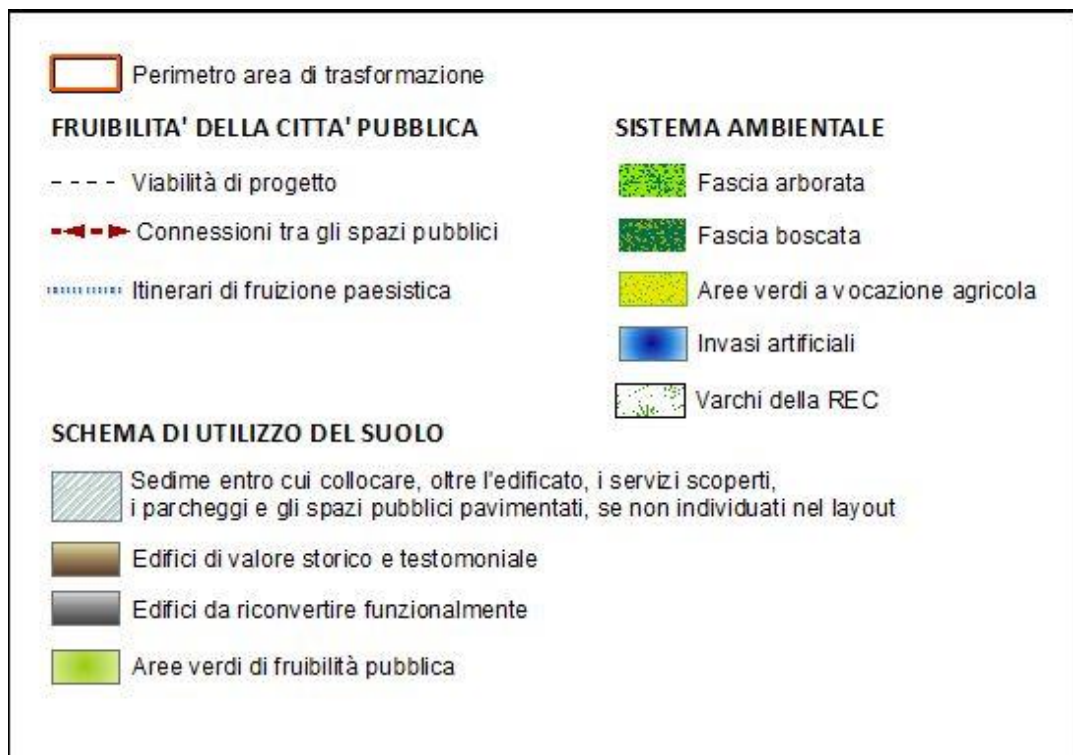 Perimetro area di trasformazione
FRUIBILITA' DELLA CITTA' PUBBLICA
Viabilità di progetto
Connessioni tra gli spazi pubblici
Itinerari di fruizione paesistica
SISTEMA AMBIENTALE
Fascia arborata
Fascia boscata
Aree verdi a vocazione agricola
Invasi artificiali
Varchi della REC
SCHEMA DI UTILIZZO DEL SUOLO
Sedime entro cui collocare, oltre l'edificato, i servizi scoperti,
i parcheggi e gli spazi pubblici pavimentati, se non individuati nel layout
Edifici di valore storico e testomoniale
Edifici da riconvertire funzionalmente
Aree verdi di fruibilità pubblica